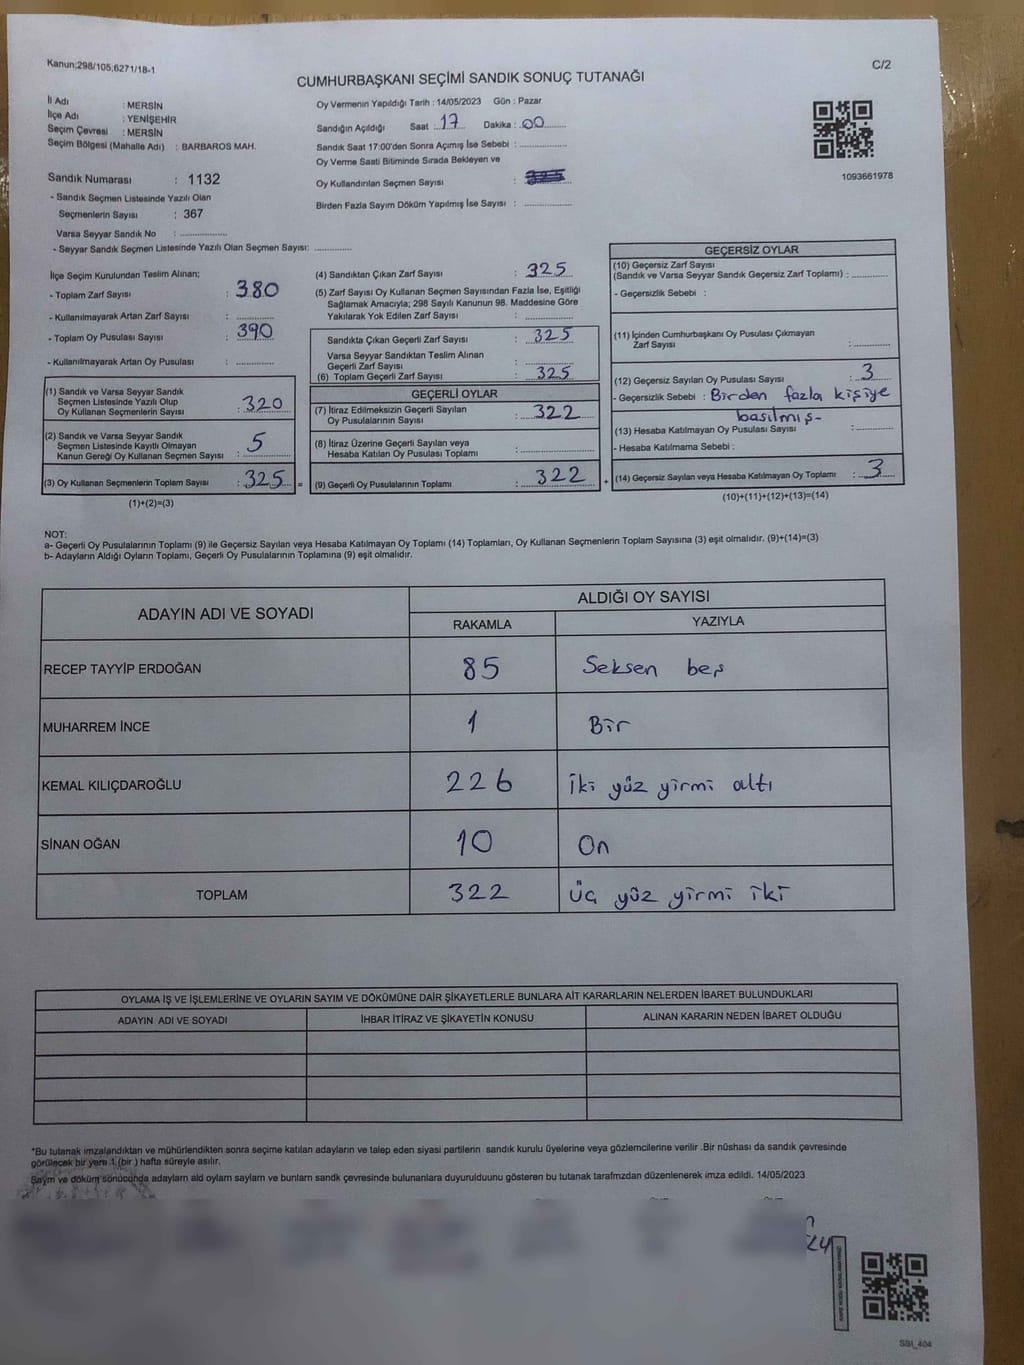 Kanun;298/105;6271/18-1
C/2
CUMHURBAŞKANI SEÇİMİ SANDIK SONUÇ TUTANAĞI
İl Adı : MERSİN
İlçe Adı : YENİŞEHİR
Seçim Çevresi : MERSİN
Seçim Bölgesi (Mahalle Adı) : BARBAROS MAH.
Sandık Numarası : 1132
- Sandık Seçmen Listesinde Yazılı Olan
Seçmenlerin Sayısı : 367
Varsa Seyyar Sandık No : ............
- Seyyar Sandık Seçmen Listesinde Yazılı Olan Seçmen Sayısı: ............
Oy Vermenin Yapıldığı Tarih : 14/05/2023 Gün : Pazar
Sandığın Açıldığı Saat : 17 Dakika : 00
Sandık Saat 17:00'den Sonra Açımış İse Sebebi : ............
Oy Verme Saati Bitiminde Sırada Bekleyen ve
Oy Kullandırılan Seçmen Sayısı : 325
Birden Fazla Sayım Döküm Yapılmış İse Sayısı : ............
1093661978
İlçe Seçim Kurulundan Teslim Alınan;
- Toplam Zarf Sayısı : 380
- Kullanılmayarak Artan Zarf Sayısı : ............
- Toplam Oy Pusulası Sayısı : 390
- Kullanılmayarak Artan Oy Pusulası : ............
(1) Sandık ve Varsa Seyyar Sandık
Seçmen Listesinde Yazılı Olup
Oy Kullanan Seçmenlerin Sayısı : 320
(2) Sandık ve Varsa Seyyar Sandık
Seçmen Listesinde Kayıtlı Olmayan
Kanun Gereği Oy Kullanan Seçmen Sayısı : 5
(3) Oy Kullanan Seçmenlerin Toplam Sayısı : 325 =
(1)+(2)=(3)
(4) Sandıktan Çıkan Zarf Sayısı : 325
(5) Zarf Sayısı Oy Kullanan Seçmen Sayısından Fazla İse, Eşitliği
Sağlamak Amacıyla; 298 Sayılı Kanunun 98. Maddesine Göre
Yakılarak Yok Edilen Zarf Sayısı : ............
Sandıkta Çıkan Geçerli Zarf Sayısı : 325
Varsa Seyyar Sandıktan Teslim Alınan
Geçerli Zarf Sayısı : ............
(6) Toplam Geçerli Zarf Sayısı : 325
GEÇERLİ OYLAR
(7) İtiraz Edilmeksizin Geçerli Sayılan
Oy Pusulalarının Sayısı : 322
(8) İtiraz Üzerine Geçerli Sayılan veya
Hesaba Katılan Oy Pusulası Toplamı : ............
(9) Geçerli Oy Pusulalarının Toplamı : 322 +
GEÇERSİZ OYLAR
(10) Geçersiz Zarf Sayısı
(Sandık ve Varsa Seyyar Sandık Geçersiz Zarf Toplamı) : ............
- Geçersizlik Sebebi :
(11) İçinden Cumhurbaşkanı Oy Pusulası Çıkmayan
Zarf Sayısı : ............
(12) Geçersiz Sayılan Oy Pusulası Sayısı : 3
- Geçersizlik Sebebi : Birden fazla kişiye
basılmış-
(13) Hesaba Katılmayan Oy Pusulası Sayısı : ............
- Hesaba Katılmama Sebebi :
(14) Geçersiz Sayılan veya Hesaba Katılmayan Oy Toplamı : 3
(10)+(11)+(12)+(13)=(14)
NOT:
a- Geçerli Oy Pusulalarının Toplamı (9) ile Geçersiz Sayılan veya Hesaba Katılmayan Oy Toplamı (14) Toplamları, Oy Kullanan Seçmenlerin Toplam Sayısına (3) eşit olmalıdır. (9)+(14)=(3)
b- Adayların Aldığı Oyların Toplamı, Geçerli Oy Pusulalarının Toplamına (9) eşit olmalıdır.
ADAYIN ADI VE SOYADI
ALDIĞI OY SAYISI
RAKAMLA YAZIYLA
RECEP TAYYİP ERDOĞAN 85 Seksen beş
MUHARREM İNCE 1 Bir
KEMAL KILIÇDAROĞLU 226 İki yüz yirmi altı
SİNAN OĞAN 10 On
TOPLAM 322 Üç yüz yirmi iki
OYLAMA İŞ VE İŞLEMLERİNE VE OYLARIN SAYIM VE DÖKÜMÜNE DAİR ŞİKAYETLERLE BUNLARA AİT KARARLARIN NELERDEN İBARET BULUNDUKLARI
ADAYIN ADI VE SOYADI İHBAR İTİRAZ VE ŞİKAYETİN KONUSU ALINAN KARARIN NEDEN İBARET OLDUĞU
*Bu tutanak imzalandıktan ve mühürlendikten sonra seçime katılan adayların ve talep eden siyasi partilerin sandık kurulu üyelerine veya gözlemcilerine verilir .Bir nüshası da sandık çevresinde
görülecek bir yere 1 (bir ) hafta süreyle asılır.
Saym ve döküm sonucunda adaylarn ald oylarn saylarn ve bunlarn sandk çevresinde bulunanlara duyurulduunu gösteren bu tutanak tarafmzdan düzenlenerek imza edildi. 14/05/2023
SBI_404